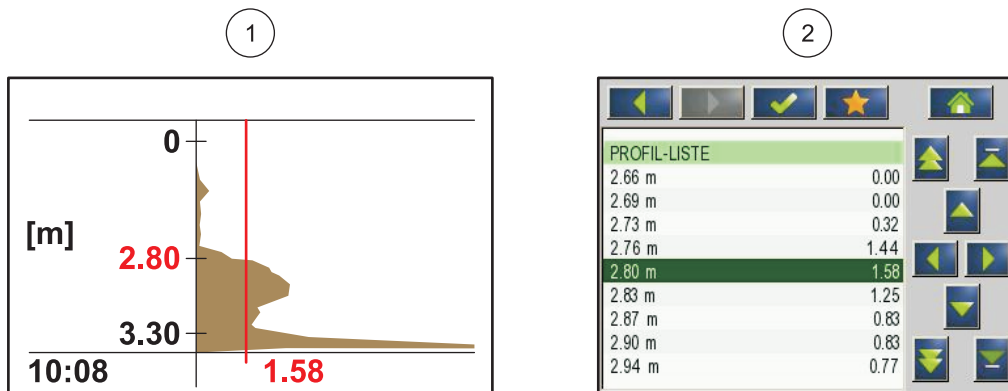 1
0
[m]
2.80
3.30
10:08
1.58
2
PROFIL-LISTE
2.66 m 0.00
2.69 m 0.00
2.73 m 0.32
2.76 m 1.44
2.80 m 1.58
2.83 m 1.25
2.87 m 0.83
2.90 m 0.83
2.94 m 0.77